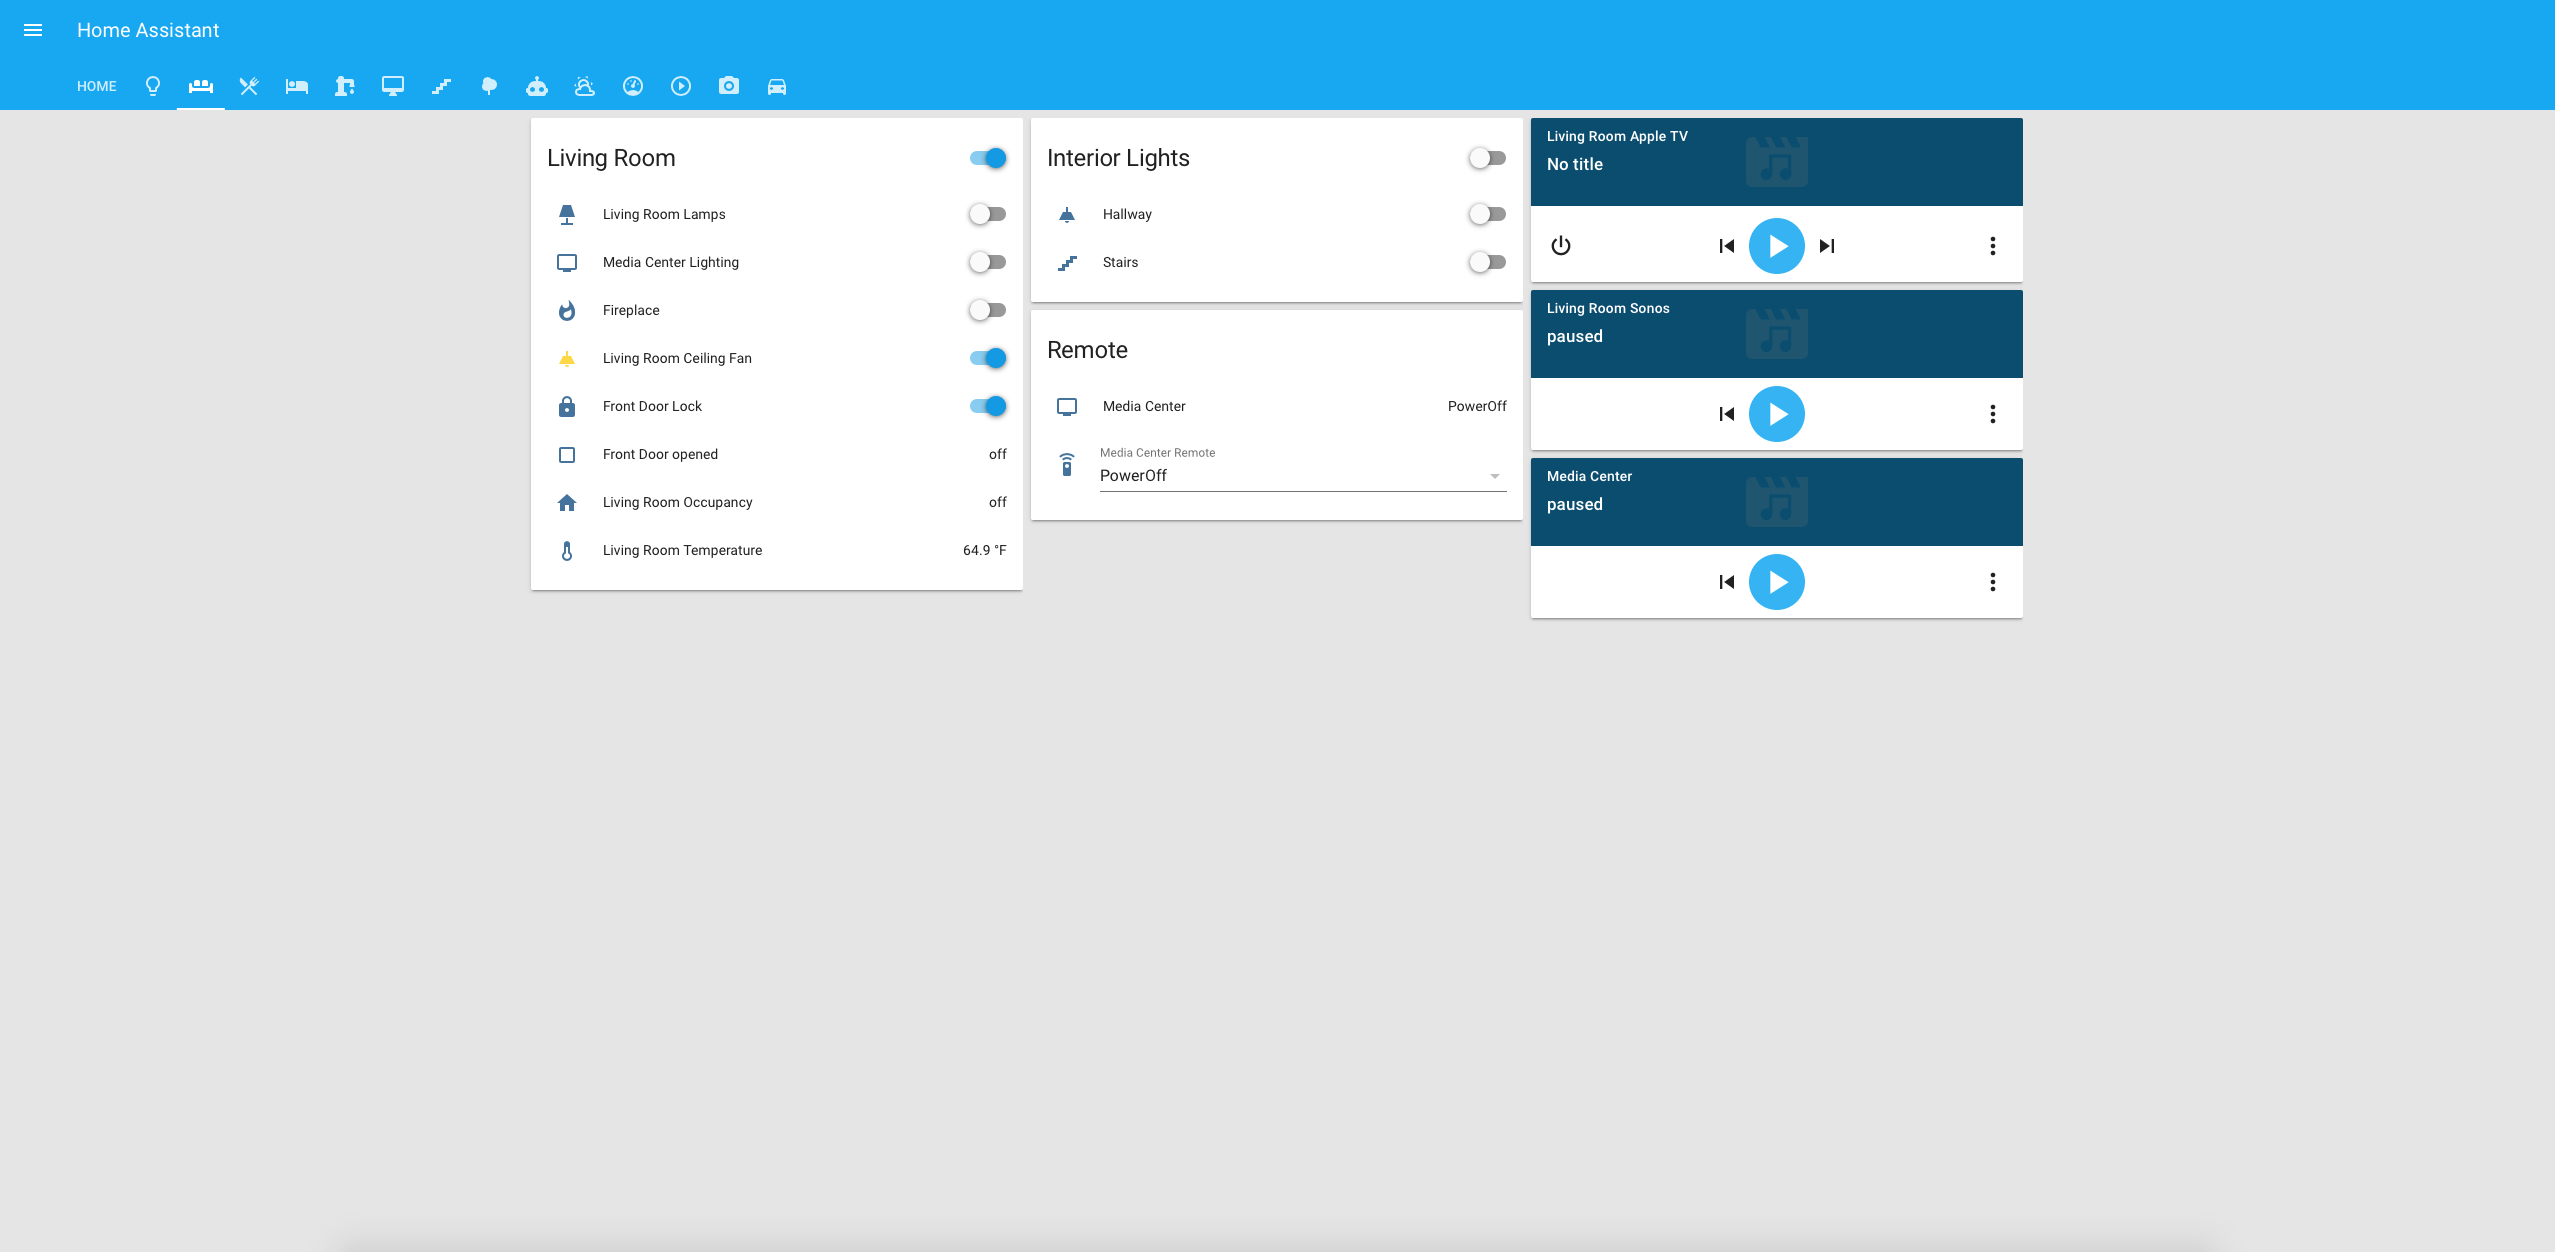 Home Assistant
HOME
Living Room
Living Room Lamps
Media Center Lighting
Fireplace
Living Room Ceiling Fan
Front Door Lock
Front Door opened off
Living Room Occupancy off
Living Room Temperature 64.9 °F
Interior Lights
Hallway
Stairs
Remote
Media Center PowerOff
Media Center Remote
PowerOff
Living Room Apple TV
No title
Living Room Sonos
paused
Media Center
paused